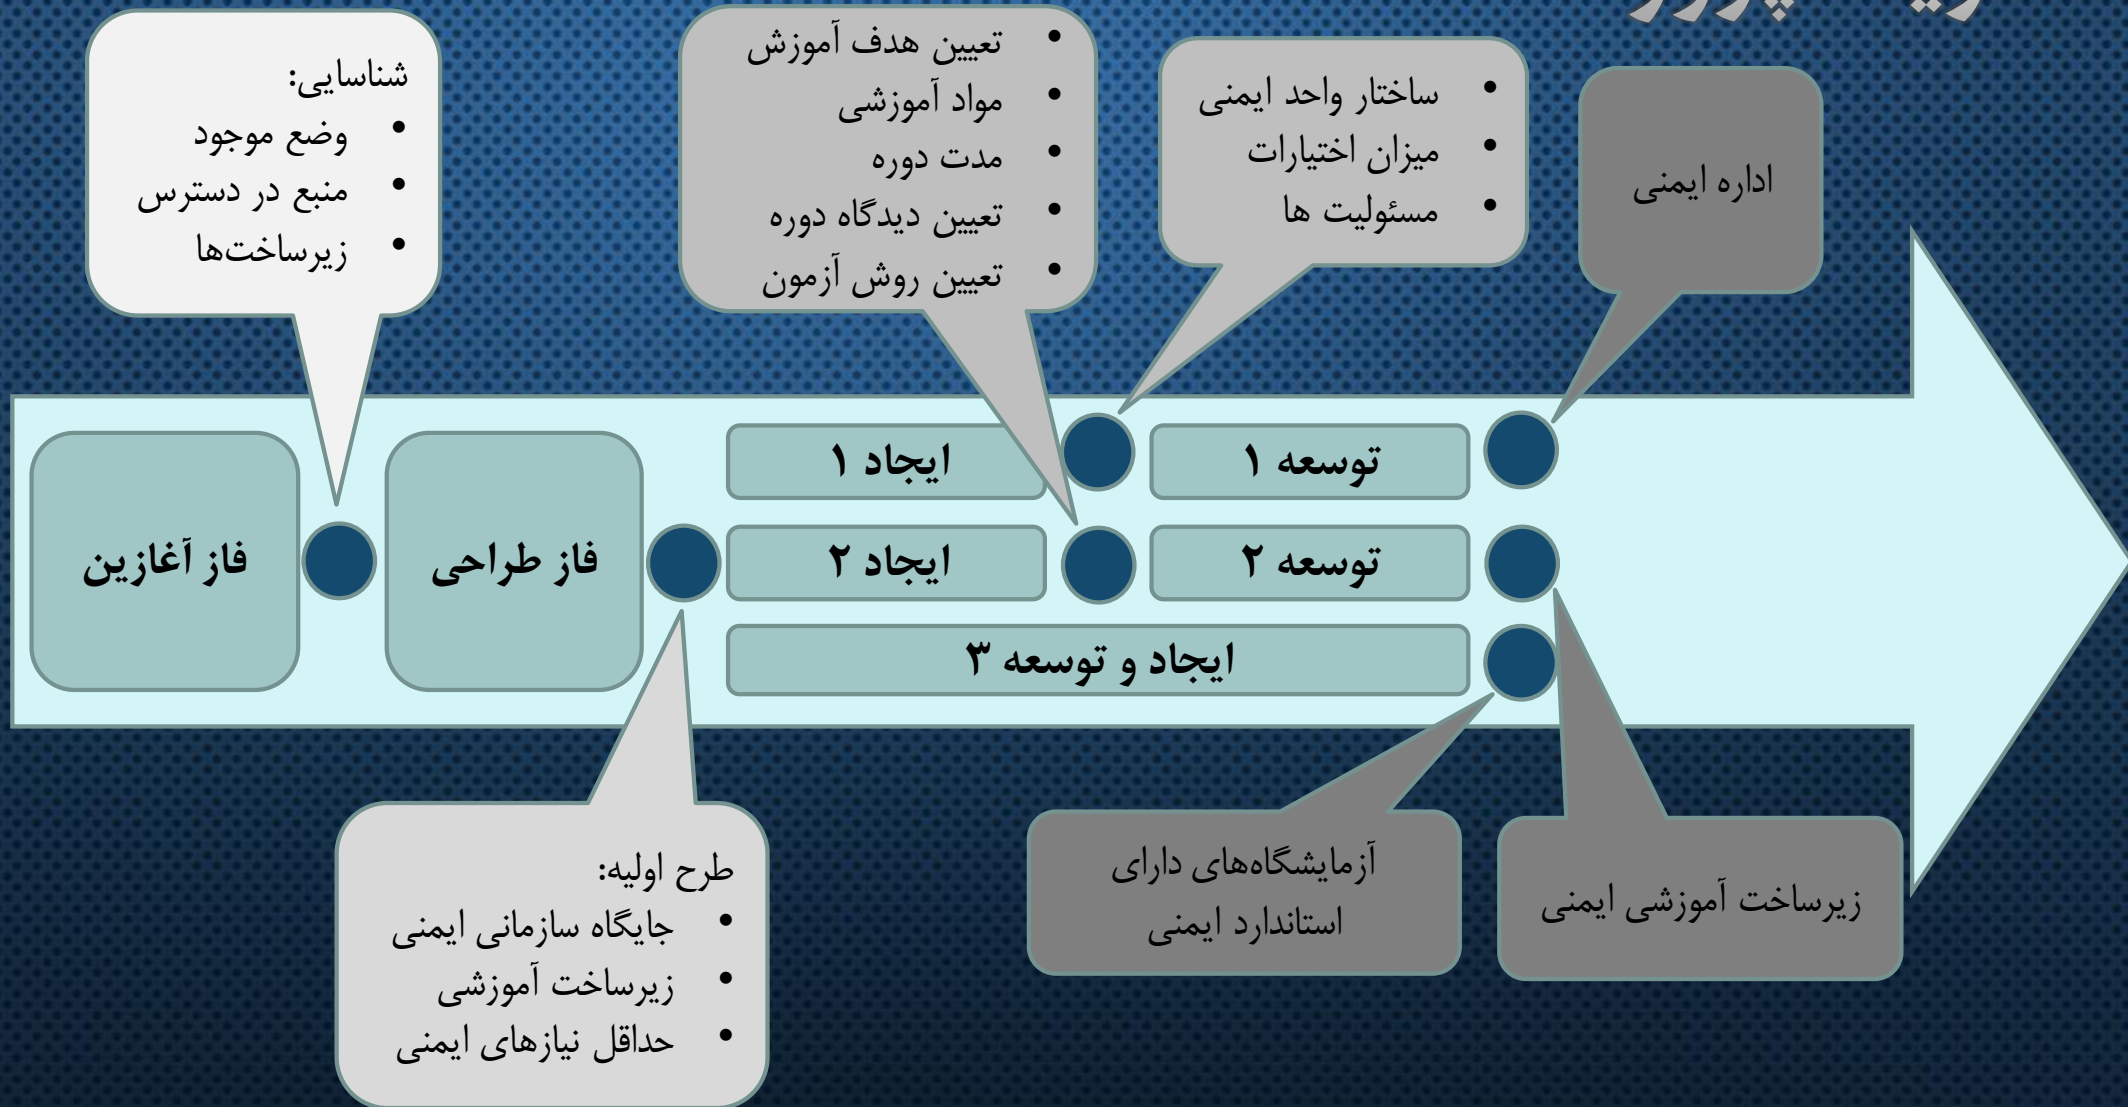 شناسایی:
• وضع موجود
• منبع در دسترس
• زیرساخت‌ها
• تعیین هدف آموزش
• مواد آموزشی
• مدت دوره
• تعیین دیدگاه دوره
• تعیین روش آزمون
• ساختار واحد ایمنی
• میزان اختیارات
• مسئولیت ها
اداره ایمنی
فاز آغازین
فاز طراحی
ایجاد ۱
توسعه ۱
ایجاد ۲
توسعه ۲
ایجاد و توسعه ۳
طرح اولیه:
• جایگاه سازمانی ایمنی
• زیرساخت آموزشی
• حداقل نیازهای ایمنی
آزمایشگاه‌های دارای
استاندارد ایمنی
زیرساخت آموزشی ایمنی